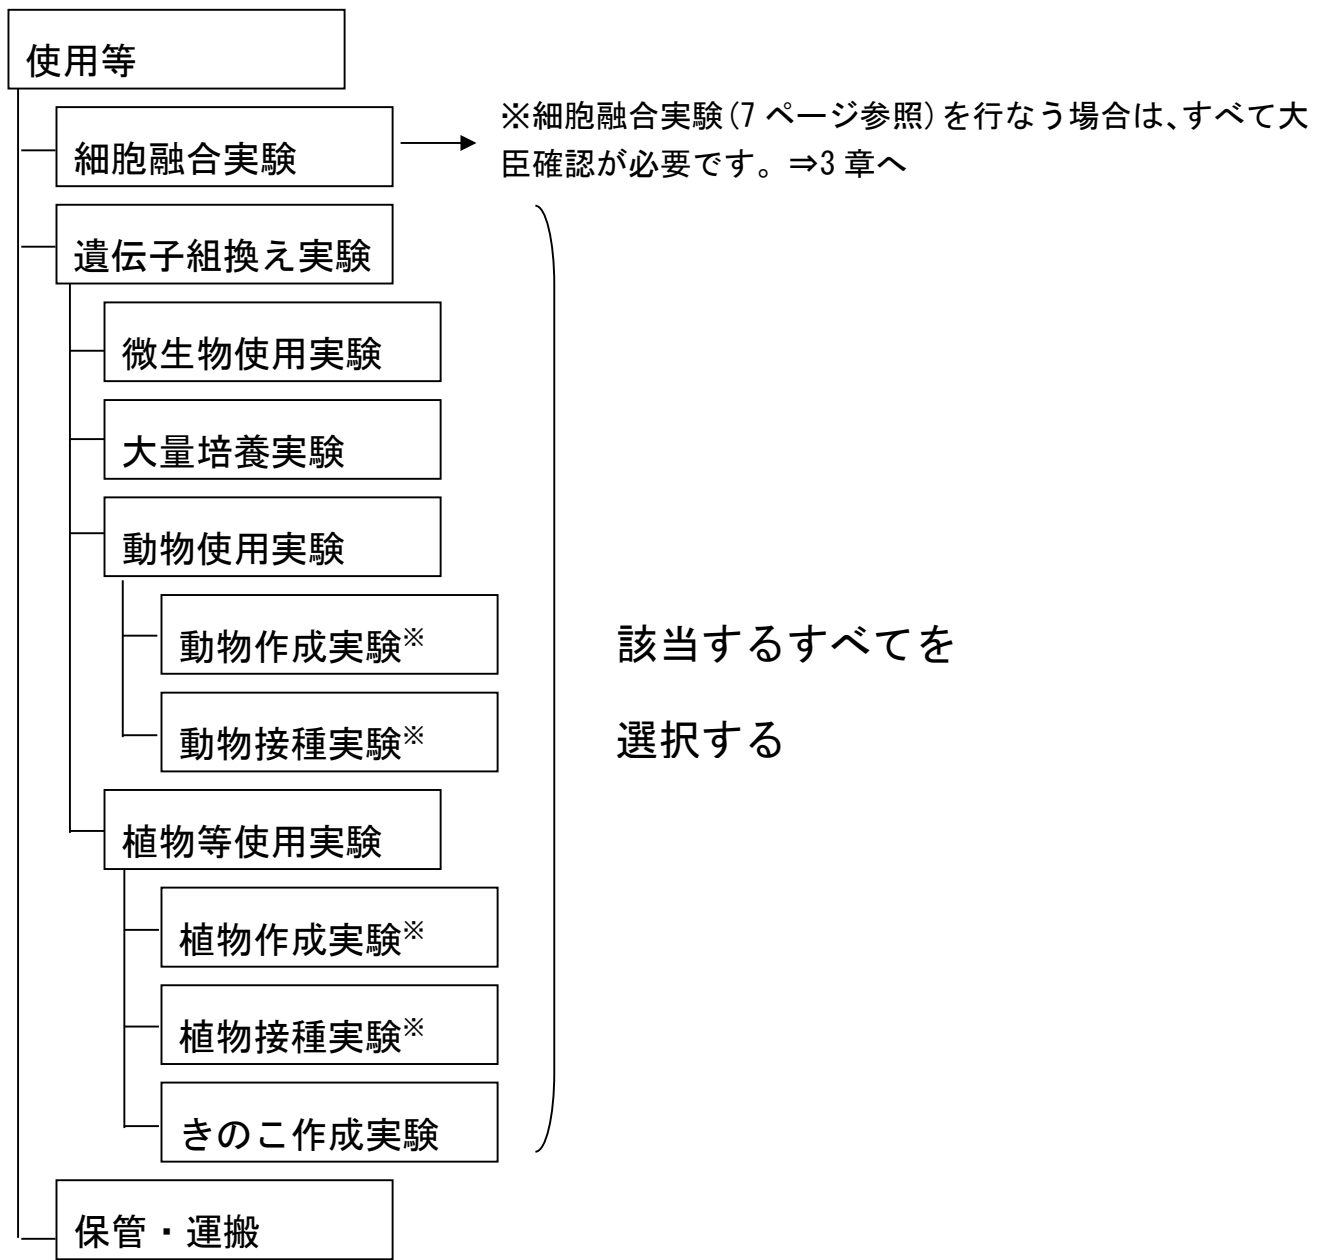 使用等
細胞融合実験
※細胞融合実験(7 ページ参照)を行なう場合は、すべて大
臣確認が必要です。⇒3 章へ
遺伝子組換え実験
微生物使用実験
大量培養実験
動物使用実験
動物作成実験※
動物接種実験※
該当するすべてを
選択する
植物等使用実験
植物作成実験※
植物接種実験※
きのこ作成実験
保管・運搬